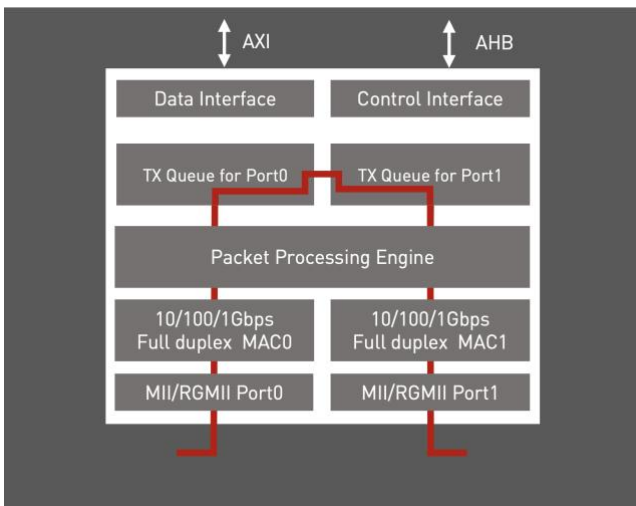 AXI
AHB
Data Interface
Control Interface
TX Queue for Port0
TX Queue for Port1
Packet Processing Engine
10/100/1Gbps
Full duplex MAC0
10/100/1Gbps
Full duplex MAC1
MII/RGMII Port0
MII/RGMII Port1